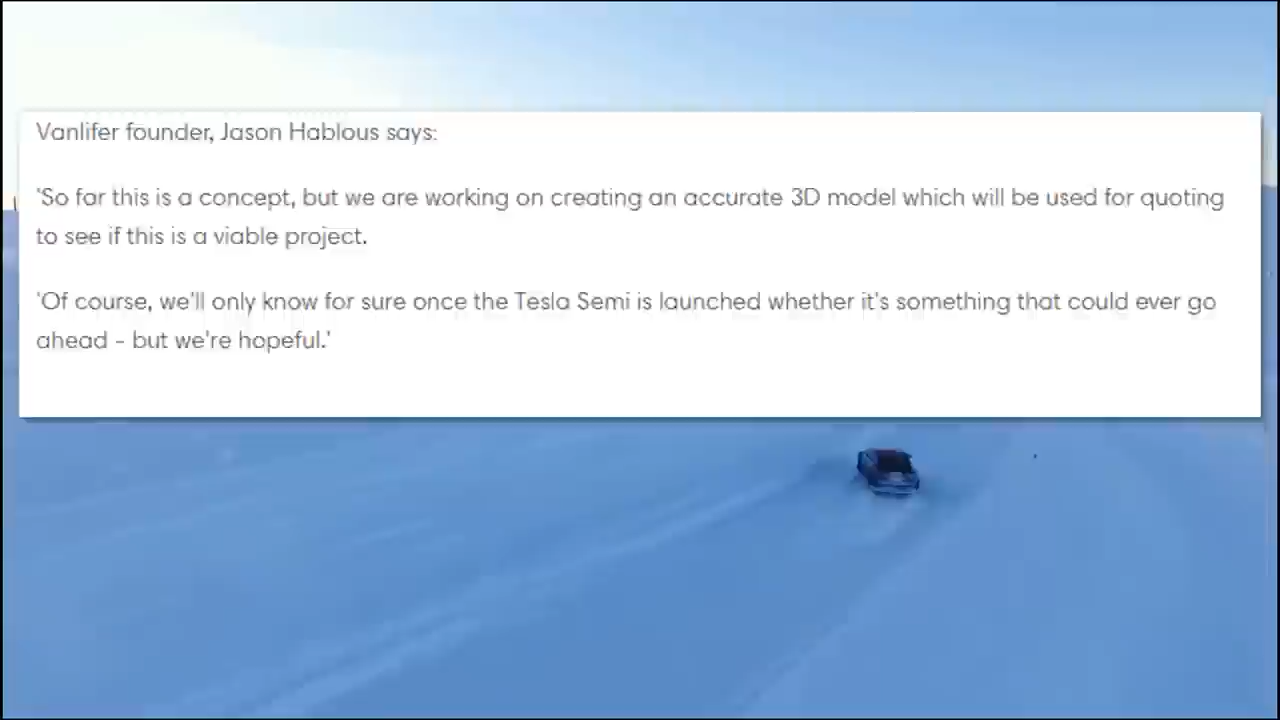 Vanlifer founder, Jason Hablous says:
'So far this is a concept, but we are working on creating an accurate 3D model which will be used for quoting
to see if this is a viable project.
'Of course, we'll only know for sure once the Tesla Semi is launched whether it's something that could ever go
ahead - but we're hopeful.'